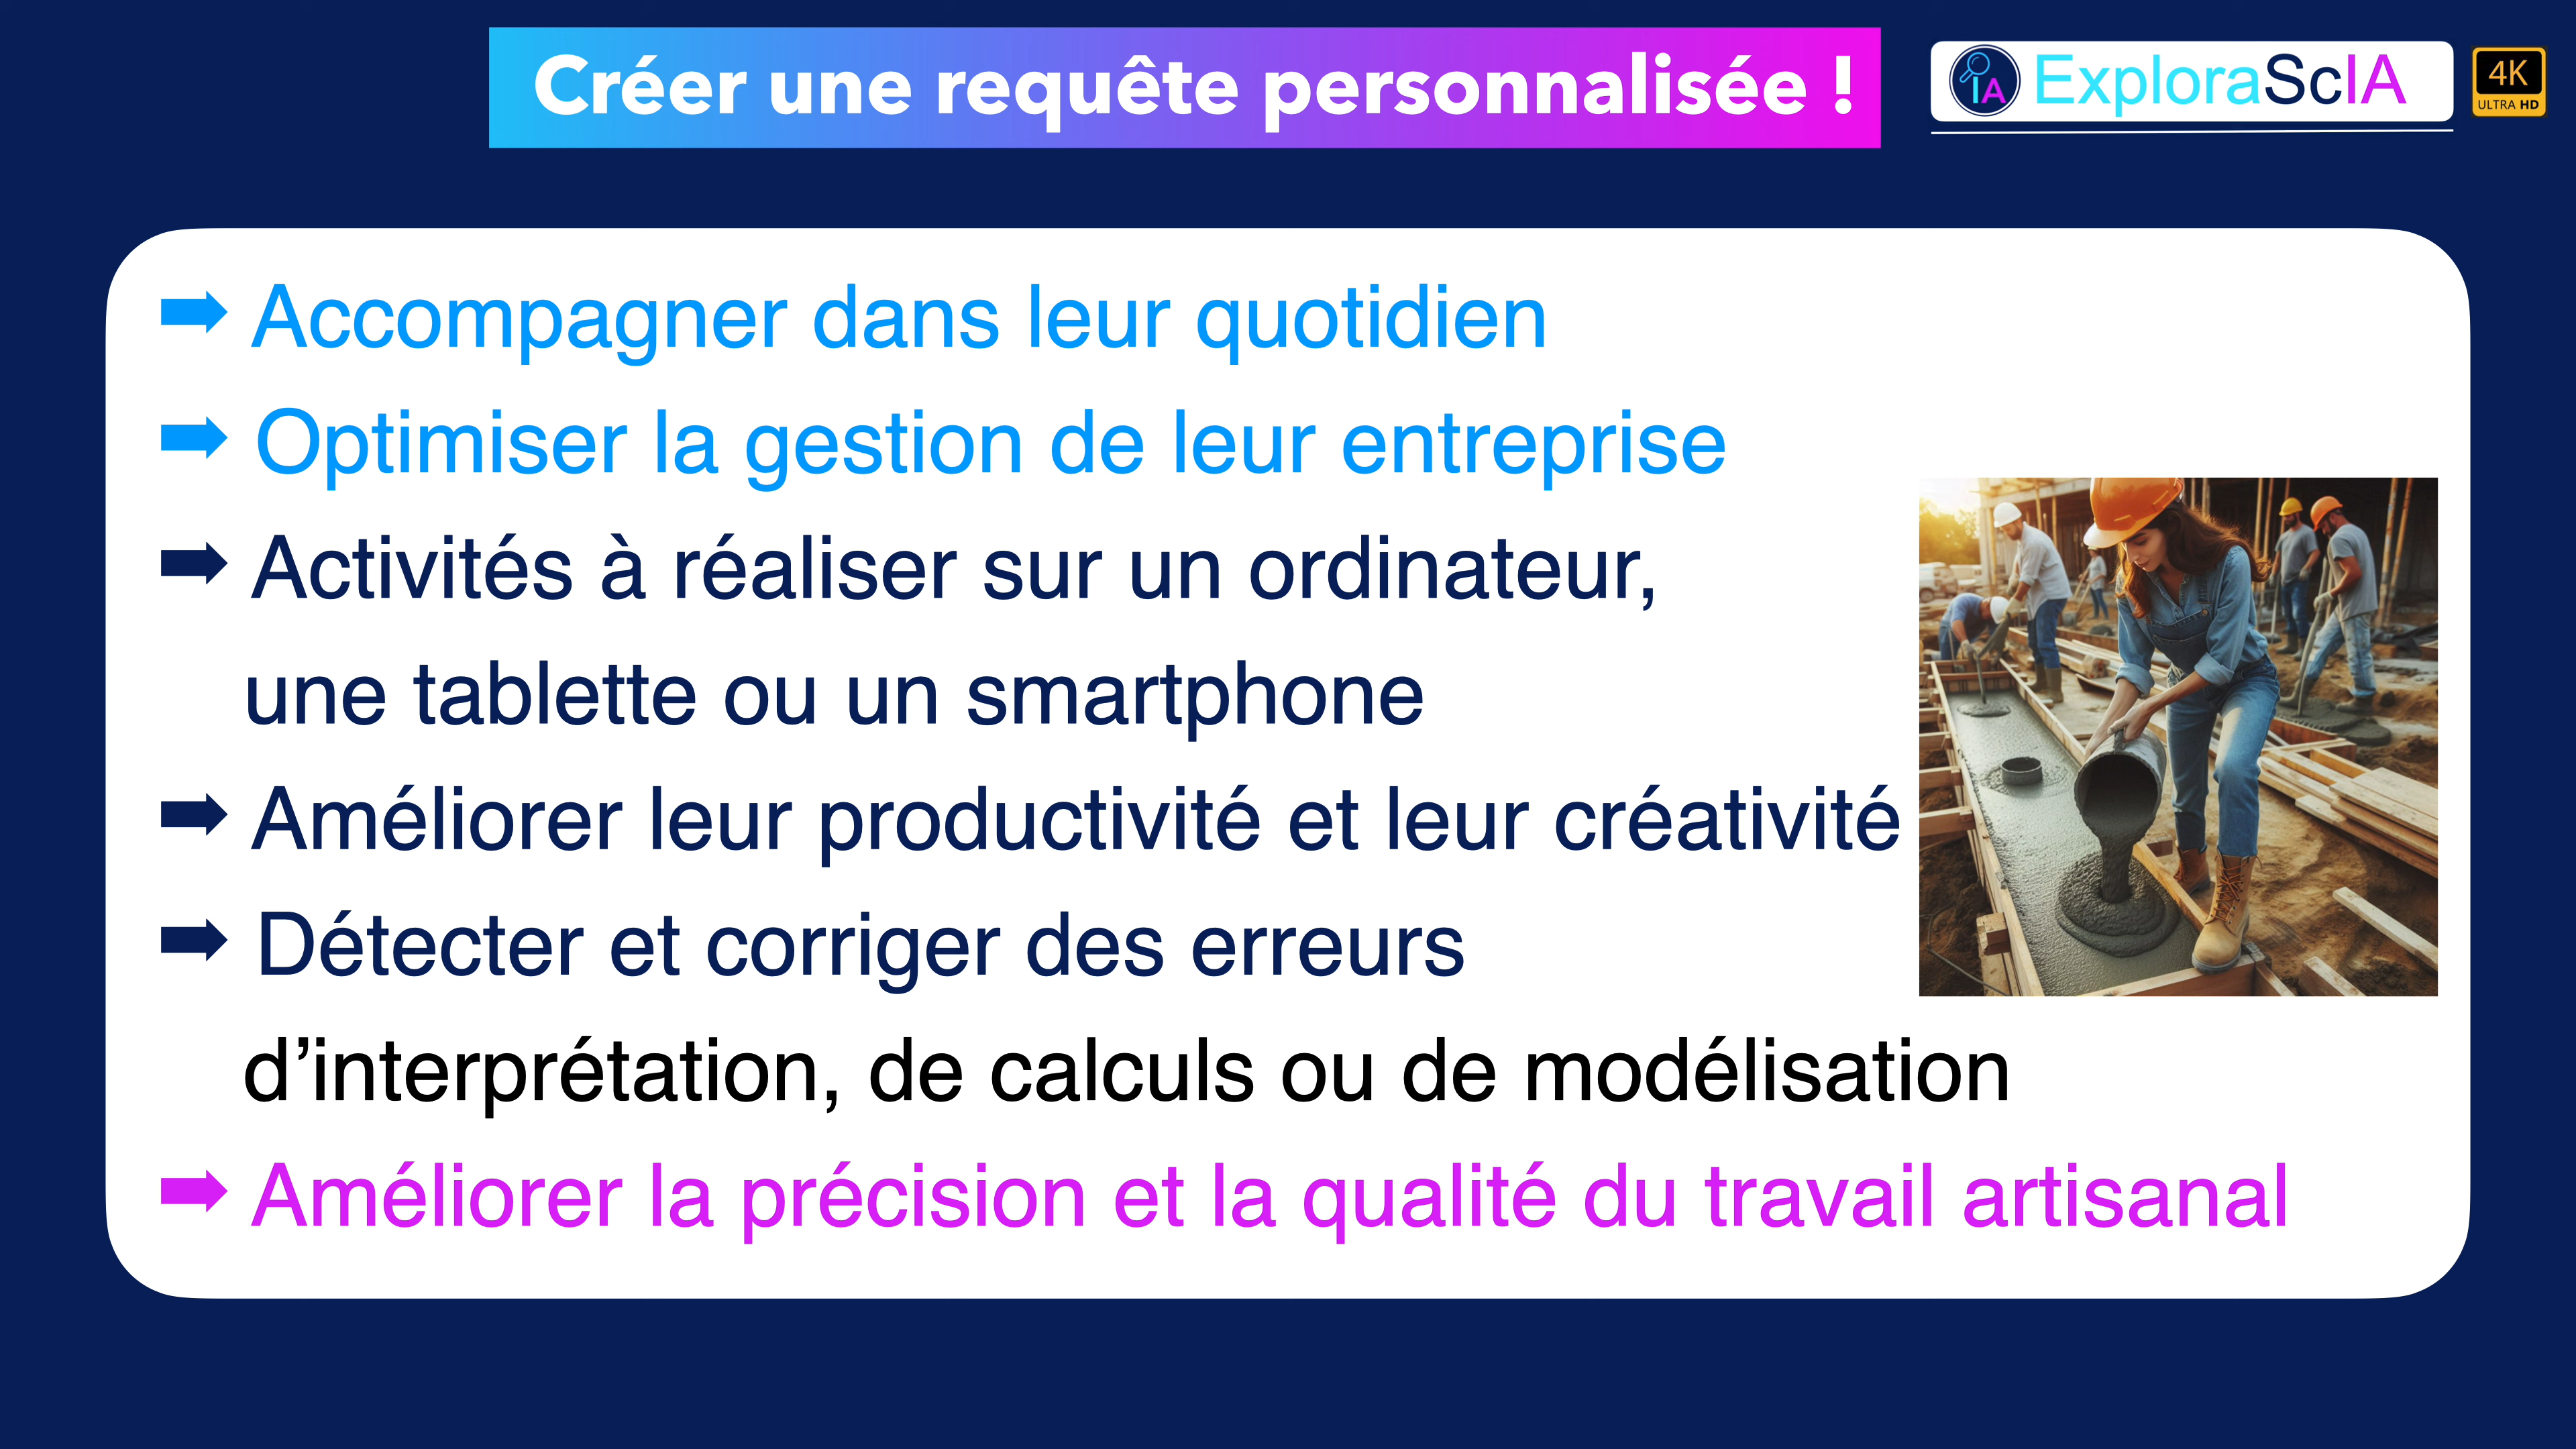 Créer une requête personnalisée !
IA ExploraScIA
4K
ULTRA HD
➡ Accompagner dans leur quotidien
➡ Optimiser la gestion de leur entreprise
➡ Activités à réaliser sur un ordinateur,
une tablette ou un smartphone
➡ Améliorer leur productivité et leur créativité
➡ Détecter et corriger des erreurs
d’interprétation, de calculs ou de modélisation
➡ Améliorer la précision et la qualité du travail artisanal